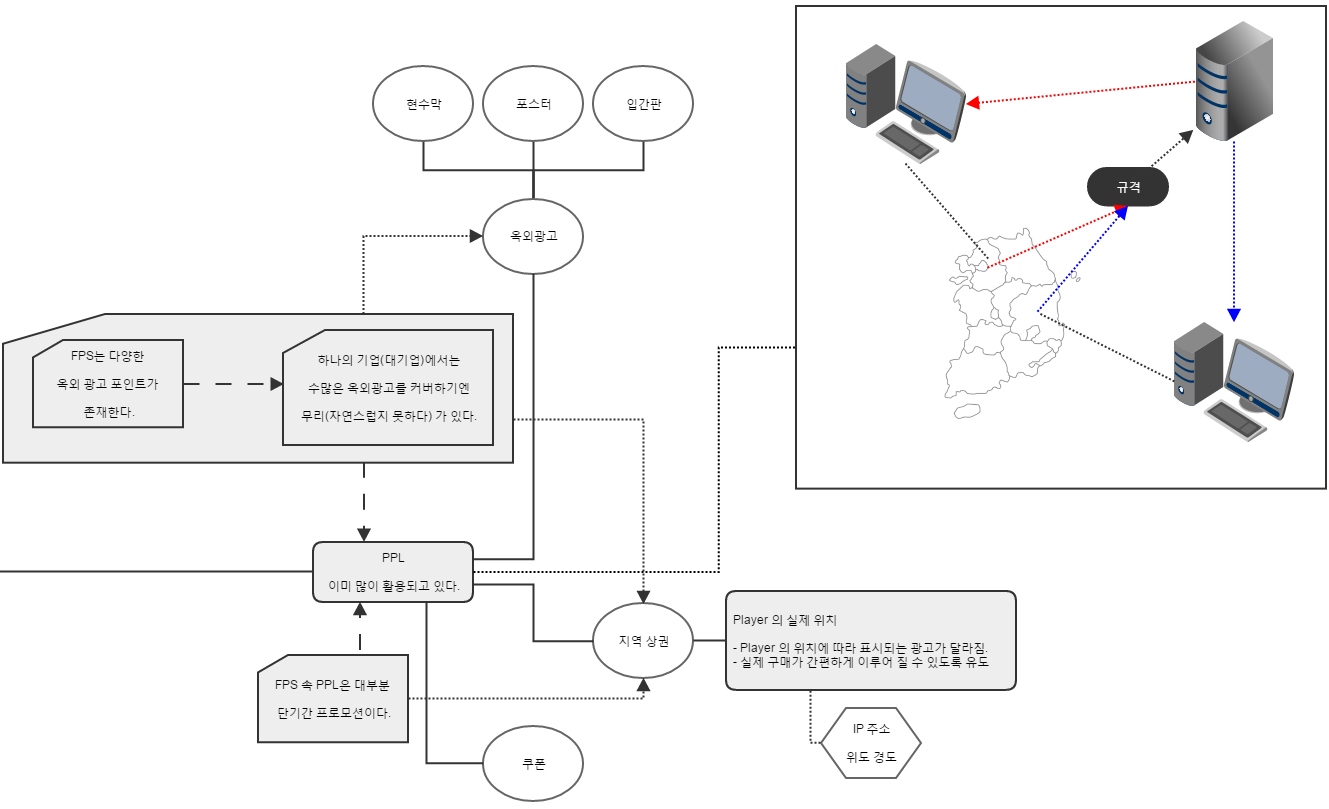 현수막
포스터
입간판
옥외광고
규격
FPS는 다양한
옥외 광고 포인트가
존재한다.
하나의 기업(대기업)에서는
수많은 옥외광고를 커버하기엔
무리(자연스럽지 못하다) 가 있다.
PPL
이미 많이 활용되고 있다.
지역 상권
Player 의 실제 위치
- Player 의 위치에 따라 표시되는 광고가 달라짐.
- 실제 구매가 간편하게 이루어 질 수 있도록 유도
FPS 속 PPL은 대부분
단기간 프로모션이다.
IP 주소
위도 경도
쿠폰